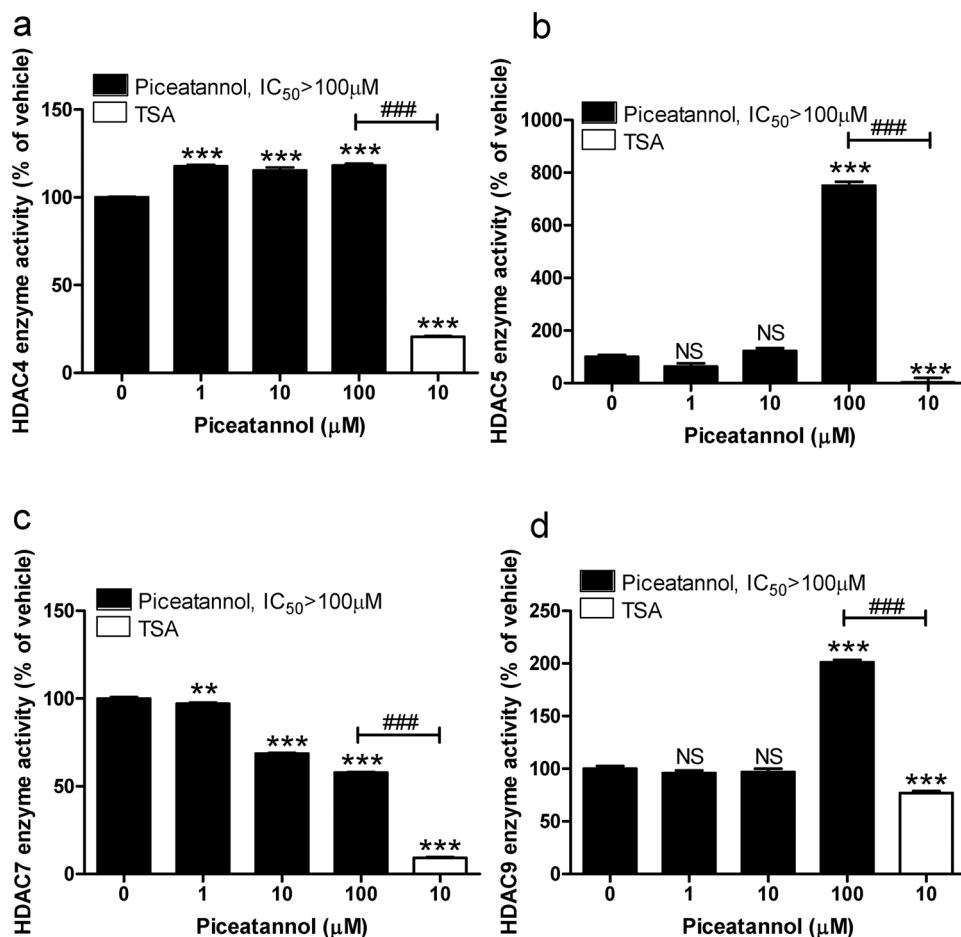 a
Piceatannol, IC50>100μM
TSA
HDAC4 enzyme activity (% of vehicle)
150
100
50
0
###
*** *** *** ***
0 1 10 100 10
Piceatannol (μM)
b
Piceatannol, IC50>100μM
TSA
HDAC5 enzyme activity (% of vehicle)
1000
800
600
400
200
0
###
NS NS *** ***
0 1 10 100 10
Piceatannol (μM)
c
Piceatannol, IC50>100μM
TSA
HDAC7 enzyme activity (% of vehicle)
150
100
50
0
###
** *** *** ***
0 1 10 100 10
Piceatannol (μM)
d
Piceatannol, IC50>100μM
TSA
HDAC9 enzyme activity (% of vehicle)
250
200
150
100
50
0
###
NS NS *** ***
0 1 10 100 10
Piceatannol (μM)